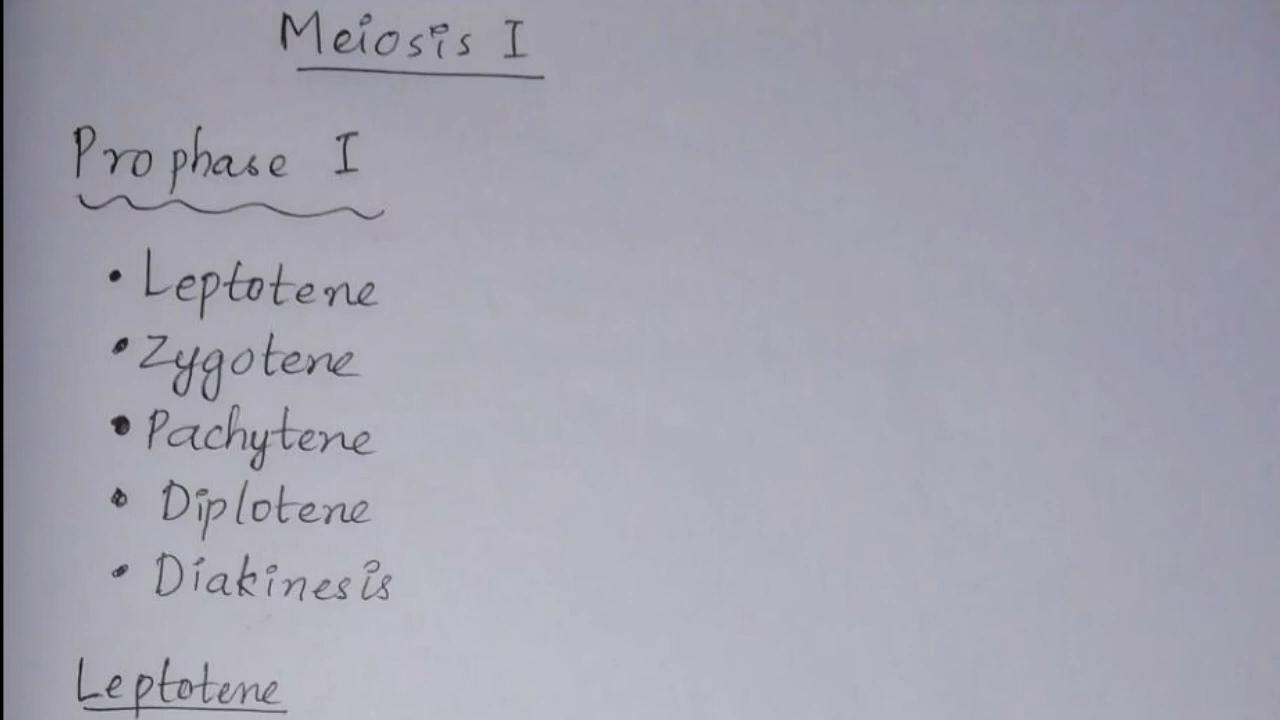 Meiosis I
Prophase I
• Leptotene
• Zygotene
• Pachytene
• Diplotene
• Diakinesis
Leptotene